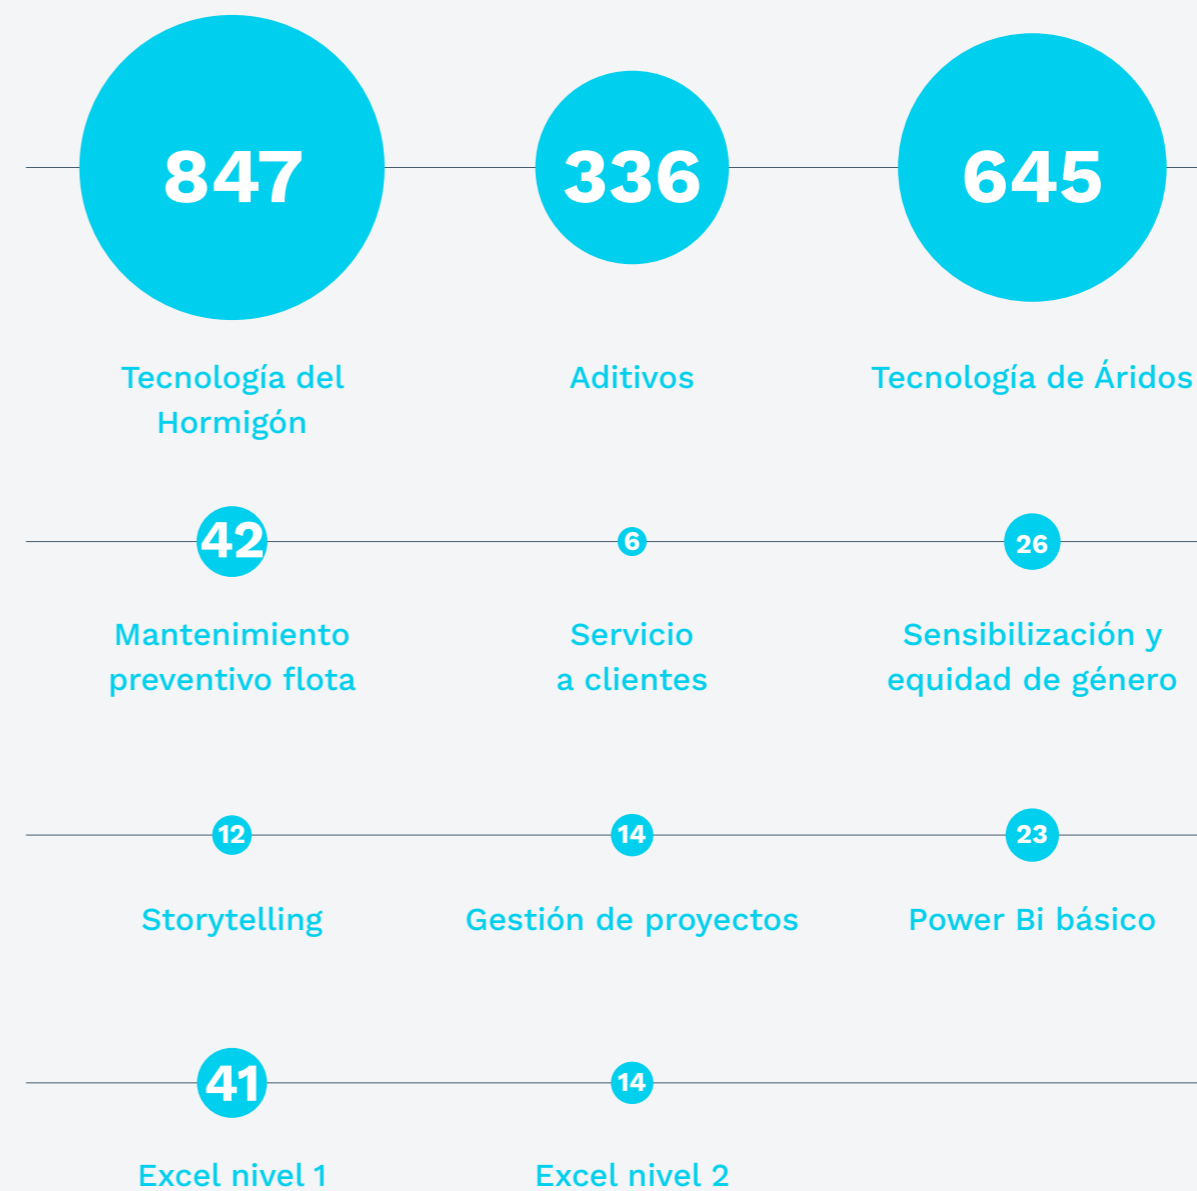 847
336
645
Tecnología del
Hormigón
Aditivos
Tecnología de Áridos
42
6
26
Mantenimiento
preventivo flota
Servicio
a clientes
Sensibilización y
equidad de género
12
14
23
Storytelling
Gestión de proyectos
Power Bi básico
41
14
Excel nivel 1
Excel nivel 2